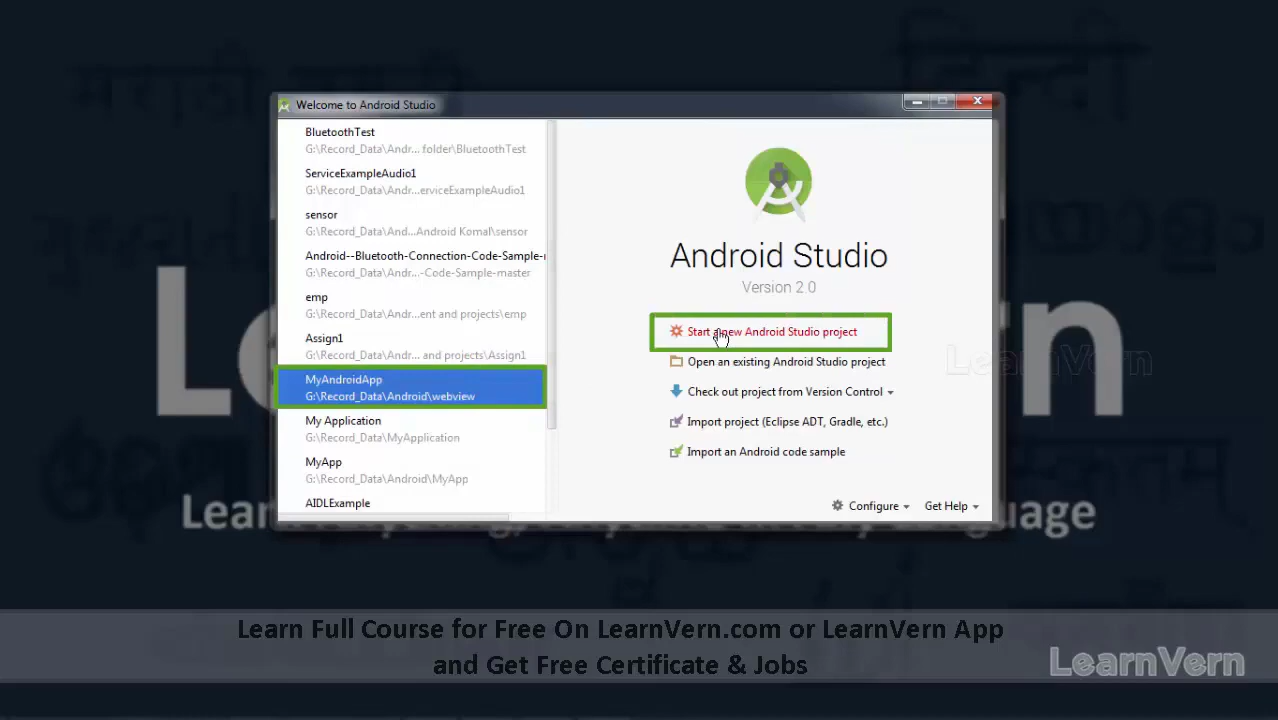 Welcome to Android Studio
BluetoothTest
G:\Record_Data\Andr... folder\BluetoothTest
ServiceExampleAudio1
G:\Record_Data\Andr...erviceExampleAudio1
sensor
G:\Record_Data\Andr...Android Komal\sensor
Android--Bluetooth-Connection-Code-Sample-
G:\Record_Data\Andr...-Code-Sample-master
emp
G:\Record_Data\Andr...ent and projects\emp
Assign1
G:\Record_Data\Andr... and projects\Assign1
MyAndroidApp
G:\Record_Data\Android\webview
My Application
G:\Record_Data\MyApplication
MyApp
G:\Record_Data\Android\MyApp
AIDLExample
Android Studio
Version 2.0
Start a new Android Studio project
Open an existing Android Studio project
Check out project from Version Control
Import project (Eclipse ADT, Gradle, etc.)
Import an Android code sample
Configure
Get Help
LearnVern
Learn Full Course for Free On LearnVern.com or LearnVern App
and Get Free Certificate & Jobs
LearnVern